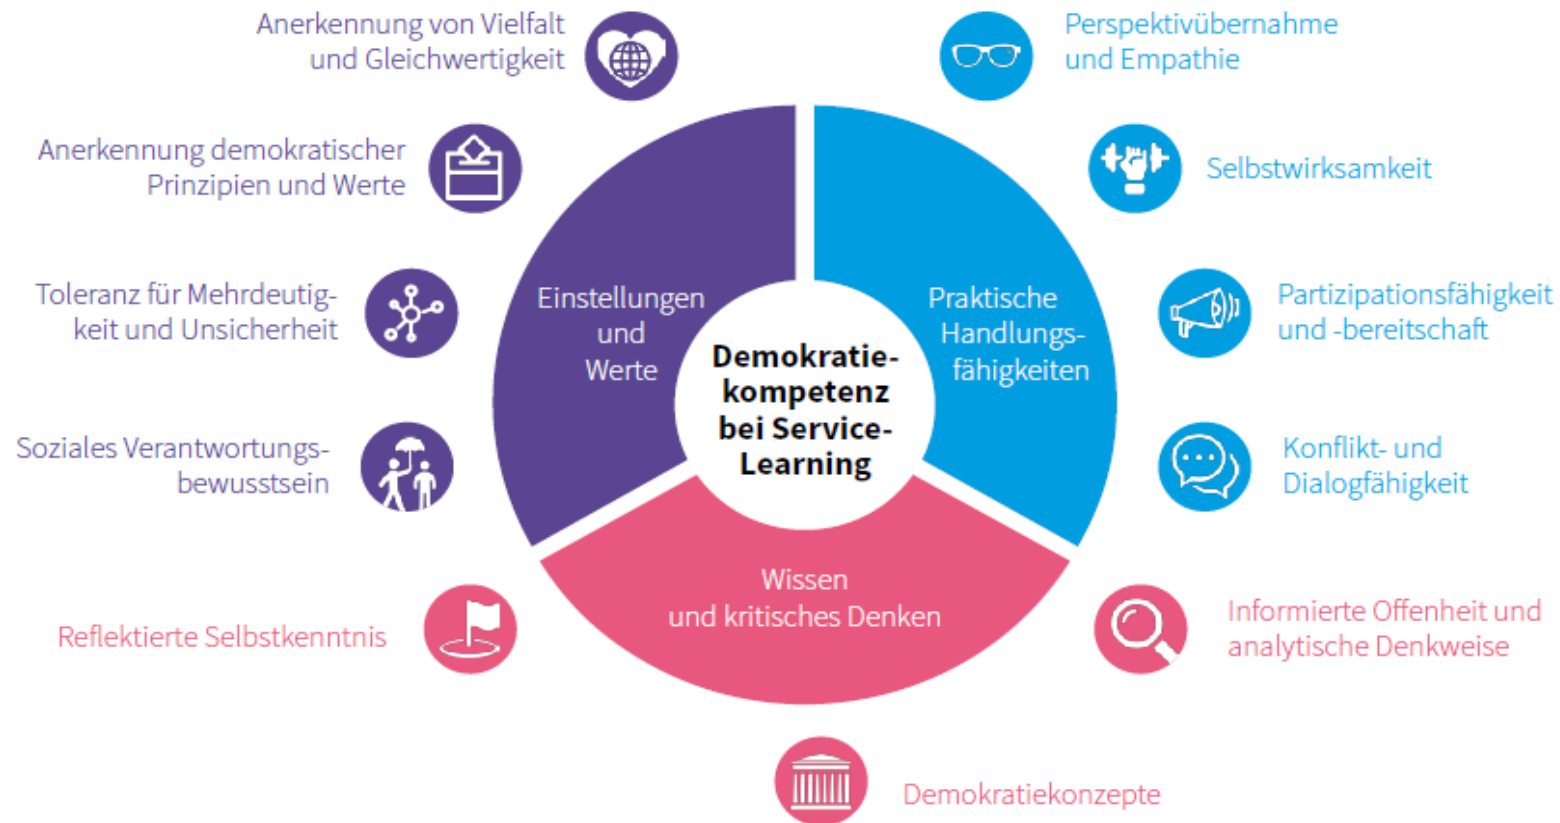 Anerkennung von Vielfalt
und Gleichwertigkeit
Perspektivübernahme
und Empathie
Anerkennung demokratischer
Prinzipien und Werte
Selbstwirksamkeit
Toleranz für Mehrdeutig-
keit und Unsicherheit
Partizipationsfähigkeit
und -bereitschaft
Soziales Verantwortungs-
bewusstsein
Konflikt- und
Dialogfähigkeit
Einstellungen
und
Werte
Praktische
Handlungs-
fähigkeiten
Demokratie-
kompetenz
bei Service-
Learning
Wissen
und kritisches Denken
Reflektierte Selbstkenntnis
Informierte Offenheit und
analytische Denkweise
Demokratiekonzepte